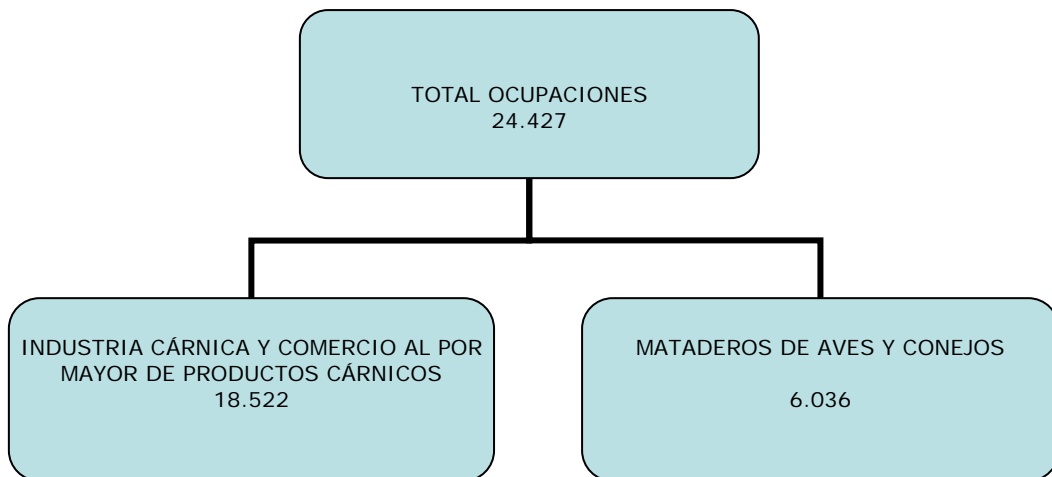 TOTAL OCUPACIONES
24.427
INDUSTRIA CÁRNICA Y COMERCIO AL POR
MAYOR DE PRODUCTOS CÁRNICOS
18.522
MATADEROS DE AVES Y CONEJOS
6.036